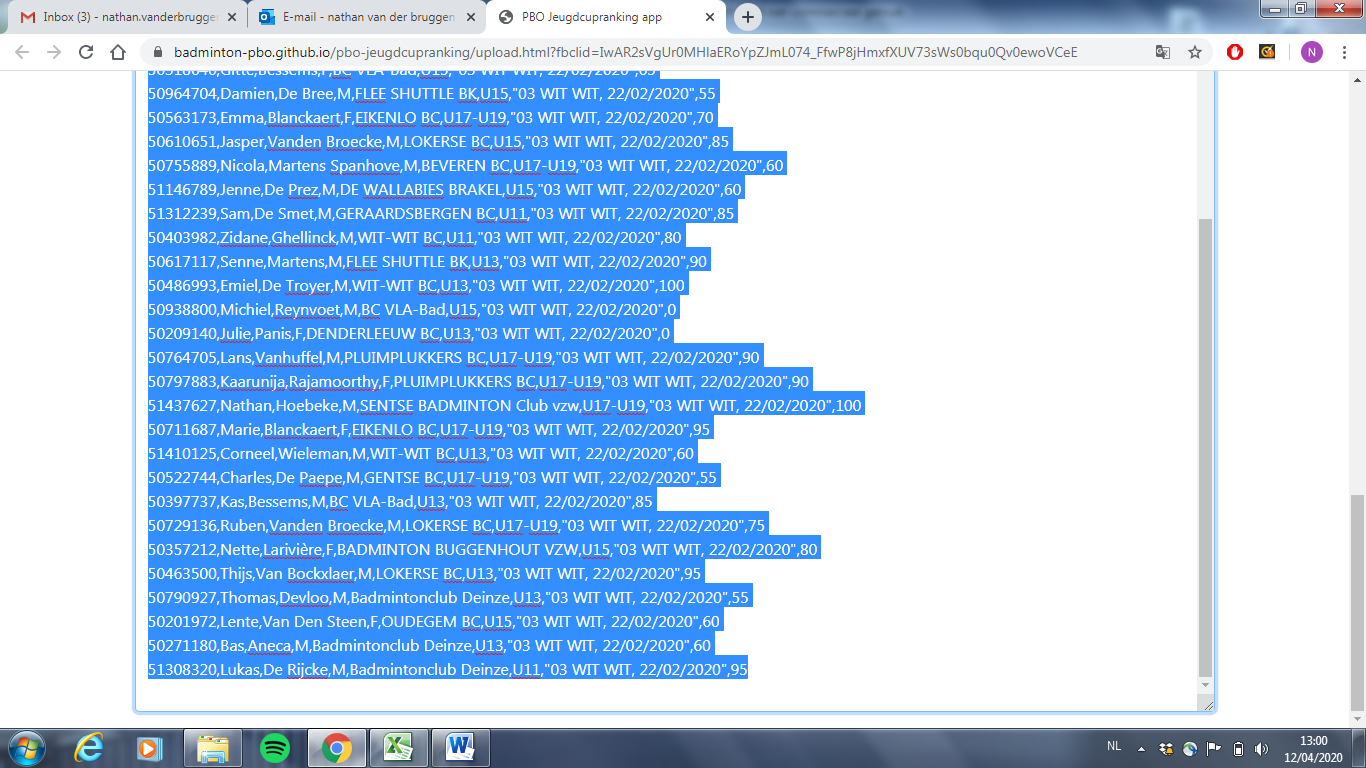 Inbox (3) - nathan.vanderbrugger
E-mail - nathan van der bruggen
PBO Jeugdcupranking app
badminton-pbo.github.io/pbo-jeugdcupranking/upload.html?fbclid=IwAR2sVgUr0MHlaERoYpZJmL074_FfwP8jHmxfXUV73sWs0bqu0Qv0ewoVCeE
N
50518640,Gitte,Bessems,F,BC VLA-Bad,U13,"03 WIT WIT, 22/02/2020",65
50964704,Damien,De Bree,M,FLEE SHUTTLE BK,U15,"03 WIT WIT, 22/02/2020",55
50563173,Emma,Blanckaert,F,EIKENLO BC,U17-U19,"03 WIT WIT, 22/02/2020",70
50610651,Jasper,Vanden Broecke,M,LOKERSE BC,U15,"03 WIT WIT, 22/02/2020",85
50755889,Nicola,Martens Spanhove,M,BEVEREN BC,U17-U19,"03 WIT WIT, 22/02/2020",60
51146789,Jenne,De Prez,M,DE WALLABIES BRAKEL,U15,"03 WIT WIT, 22/02/2020",60
51312239,Sam,De Smet,M,GERAARDSBERGEN BC,U11,"03 WIT WIT, 22/02/2020",85
50403982,Zidane,Ghellinck,M,WIT-WIT BC,U11,"03 WIT WIT, 22/02/2020",80
50617117,Senne,Martens,M,FLEE SHUTTLE BK,U13,"03 WIT WIT, 22/02/2020",90
50486993,Emiel,De Troyer,M,WIT-WIT BC,U13,"03 WIT WIT, 22/02/2020",100
50938800,Michiel,Reynvoet,M,BC VLA-Bad,U15,"03 WIT WIT, 22/02/2020",0
50209140,Julie,Panis,F,DENDERLEEUW BC,U13,"03 WIT WIT, 22/02/2020",0
50764705,Lans,Vanhuffel,M,PLUIMPLUKKERS BC,U17-U19,"03 WIT WIT, 22/02/2020",90
50797883,Kaarunija,Rajamoorthy,F,PLUIMPLUKKERS BC,U17-U19,"03 WIT WIT, 22/02/2020",90
51437627,Nathan,Hoebeke,M,SENTSE BADMINTON Club vzw,U17-U19,"03 WIT WIT, 22/02/2020",100
50711687,Marie,Blanckaert,F,EIKENLO BC,U17-U19,"03 WIT WIT, 22/02/2020",95
51410125,Corneel,Wieleman,M,WIT-WIT BC,U13,"03 WIT WIT, 22/02/2020",60
50522744,Charles,De Paepe,M,GENTSE BC,U17-U19,"03 WIT WIT, 22/02/2020",55
50397737,Kas,Bessems,M,BC VLA-Bad,U13,"03 WIT WIT, 22/02/2020",85
50729136,Ruben,Vanden Broecke,M,LOKERSE BC,U17-U19,"03 WIT WIT, 22/02/2020",75
50357212,Nette,Larivière,F,BADMINTON BUGGENHOUT VZW,U15,"03 WIT WIT, 22/02/2020",80
50463500,Thijs,Van Bockxlaer,M,LOKERSE BC,U13,"03 WIT WIT, 22/02/2020",95
50790927,Thomas,Devloo,M,Badmintonclub Deinze,U13,"03 WIT WIT, 22/02/2020",55
50201972,Lente,Van Den Steen,F,OUDEGEM BC,U15,"03 WIT WIT, 22/02/2020",60
50271180,Bas,Aneca,M,Badmintonclub Deinze,U13,"03 WIT WIT, 22/02/2020",60
51308320,Lukas,De Rijcke,M,Badmintonclub Deinze,U11,"03 WIT WIT, 22/02/2020",95
NL
13:00
12/04/2020